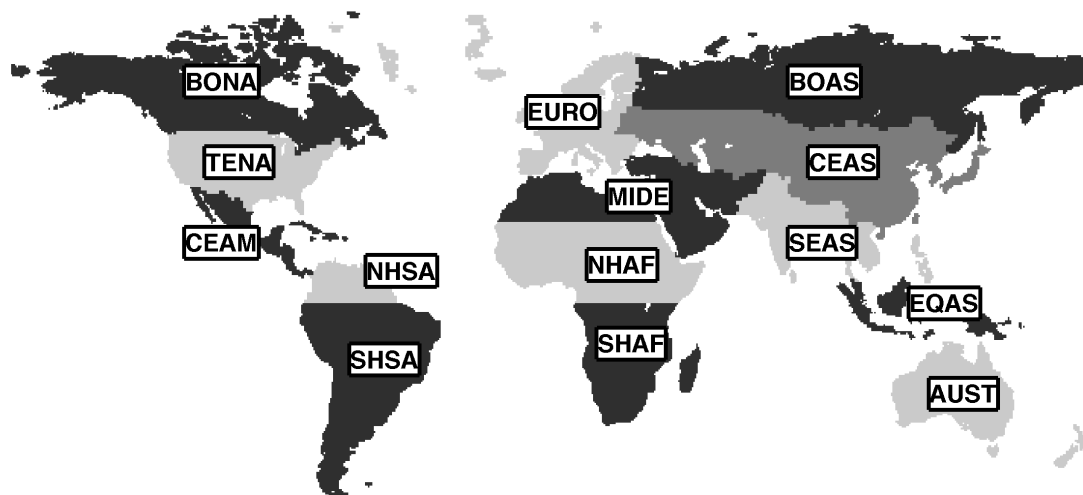 BONA
BOAS
EURO
TENA
CEAS
MIDE
CEAM
SEAS
NHSA
NHAF
EQAS
SHSA
SHAF
AUST